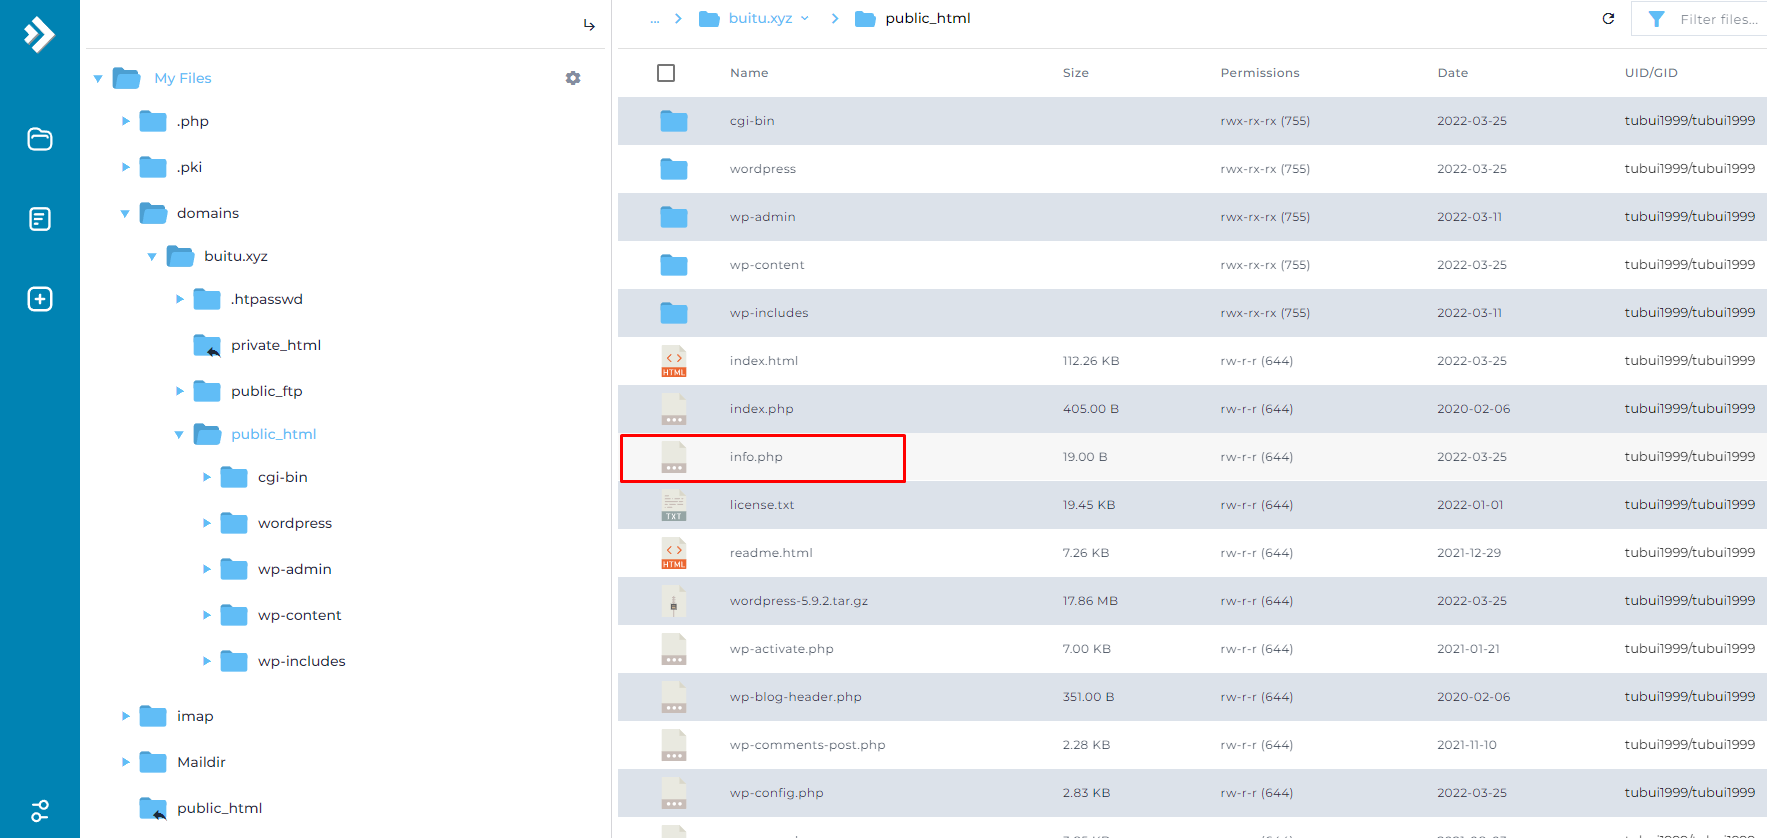 My Files
.php
.pki
domains
buitu.xyz
.htpasswd
private_html
public_ftp
public_html
cgi-bin
wordpress
wp-admin
wp-content
wp-includes
imap
Maildir
public_html
... buitu.xyz public_html Filter files...
Name Size Permissions Date UID/GID
cgi-bin rwx-rx-rx (755) 2022-03-25 tubui1999/tubui1999
wordpress rwx-rx-rx (755) 2022-03-25 tubui1999/tubui1999
wp-admin rwx-rx-rx (755) 2022-03-11 tubui1999/tubui1999
wp-content rwx-rx-rx (755) 2022-03-25 tubui1999/tubui1999
wp-includes rwx-rx-rx (755) 2022-03-11 tubui1999/tubui1999
HTML index.html 112.26 KB rw-r-r (644) 2022-03-25 tubui1999/tubui1999
index.php 405.00 B rw-r-r (644) 2020-02-06 tubui1999/tubui1999
info.php 19.00 B rw-r-r (644) 2022-03-25 tubui1999/tubui1999
TXT license.txt 19.45 KB rw-r-r (644) 2022-01-01 tubui1999/tubui1999
HTML readme.html 7.26 KB rw-r-r (644) 2021-12-29 tubui1999/tubui1999
wordpress-5.9.2.tar.gz 17.86 MB rw-r-r (644) 2022-03-25 tubui1999/tubui1999
wp-activate.php 7.00 KB rw-r-r (644) 2021-01-21 tubui1999/tubui1999
wp-blog-header.php 351.00 B rw-r-r (644) 2020-02-06 tubui1999/tubui1999
wp-comments-post.php 2.28 KB rw-r-r (644) 2021-11-10 tubui1999/tubui1999
wp-config.php 2.83 KB rw-r-r (644) 2022-03-25 tubui1999/tubui1999